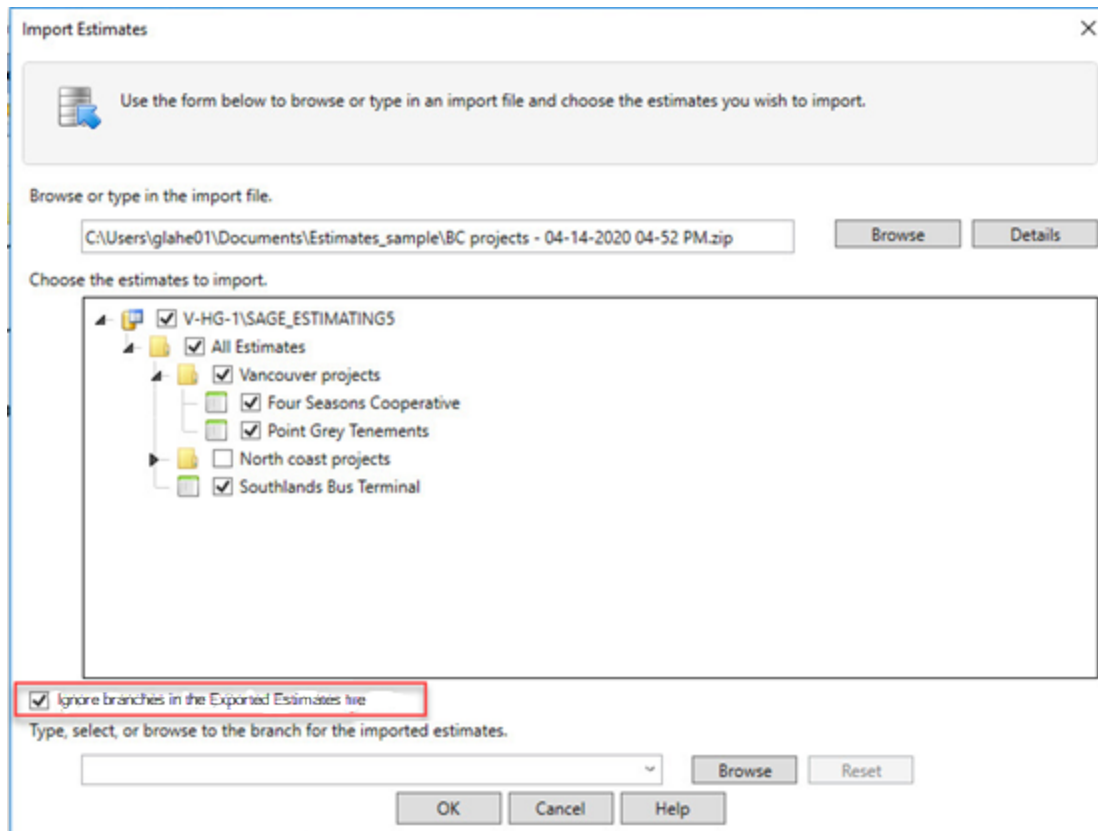 Import Estimates
Use the form below to browse or type in an import file and choose the estimates you wish to import.
Browse or type in the import file.
C:\Users\glahe01\Documents\Estimates_sample\BC projects - 04-14-2020 04-52 PM.zip Browse Details
Choose the estimates to import.
V-HG-1\SAGE_ESTIMATING5
All Estimates
Vancouver projects
Four Seasons Cooperative
Point Grey Tenements
North coast projects
Southlands Bus Terminal
Ignore branches in the Exported Estimates
Type, select, or browse to the branch for the imported estimates.
Browse Reset
OK Cancel Help